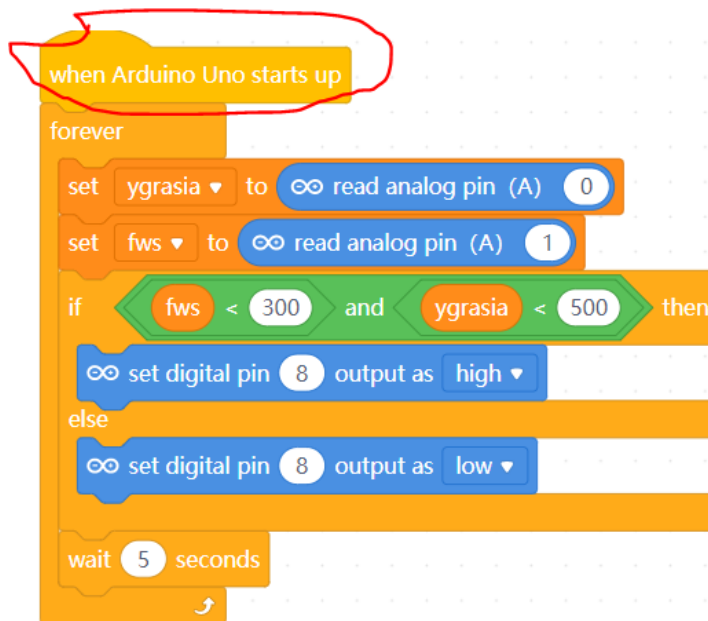 when Arduino Uno starts up
forever
set ygrasia to read analog pin (A) 0
set fws to read analog pin (A) 1
if fws < 300 and ygrasia < 500 then
set digital pin 8 output as high
else
set digital pin 8 output as low
wait 5 seconds